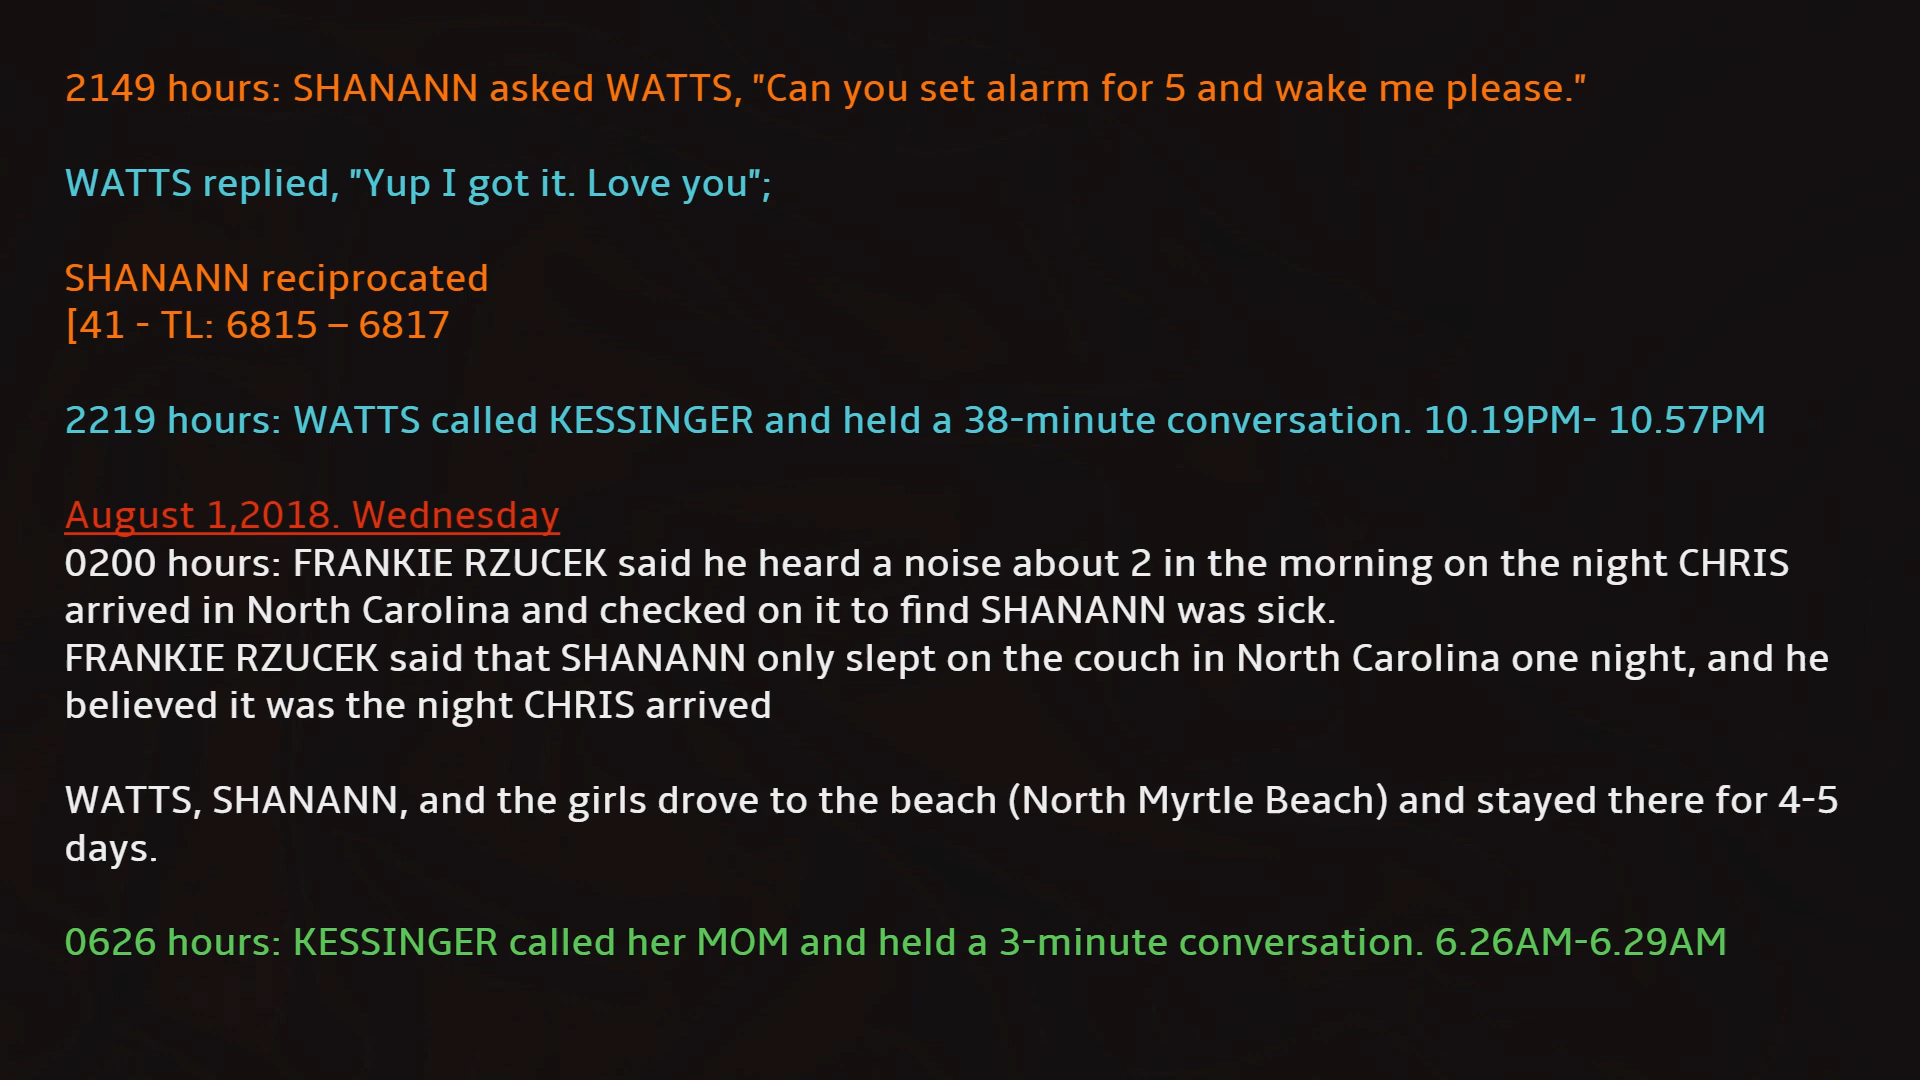 2149 hours: SHANANN asked WATTS, "Can you set alarm for 5 and wake me please."
WATTS replied, "Yup I got it. Love you";
SHANANN reciprocated
[41 - TL: 6815 – 6817
2219 hours: WATTS called KESSINGER and held a 38-minute conversation. 10.19PM- 10.57PM
August 1,2018. Wednesday
0200 hours: FRANKIE RZUCEK said he heard a noise about 2 in the morning on the night CHRIS
arrived in North Carolina and checked on it to find SHANANN was sick.
FRANKIE RZUCEK said that SHANANN only slept on the couch in North Carolina one night, and he
believed it was the night CHRIS arrived
WATTS, SHANANN, and the girls drove to the beach (North Myrtle Beach) and stayed there for 4-5
days.
0626 hours: KESSINGER called her MOM and held a 3-minute conversation. 6.26AM-6.29AM